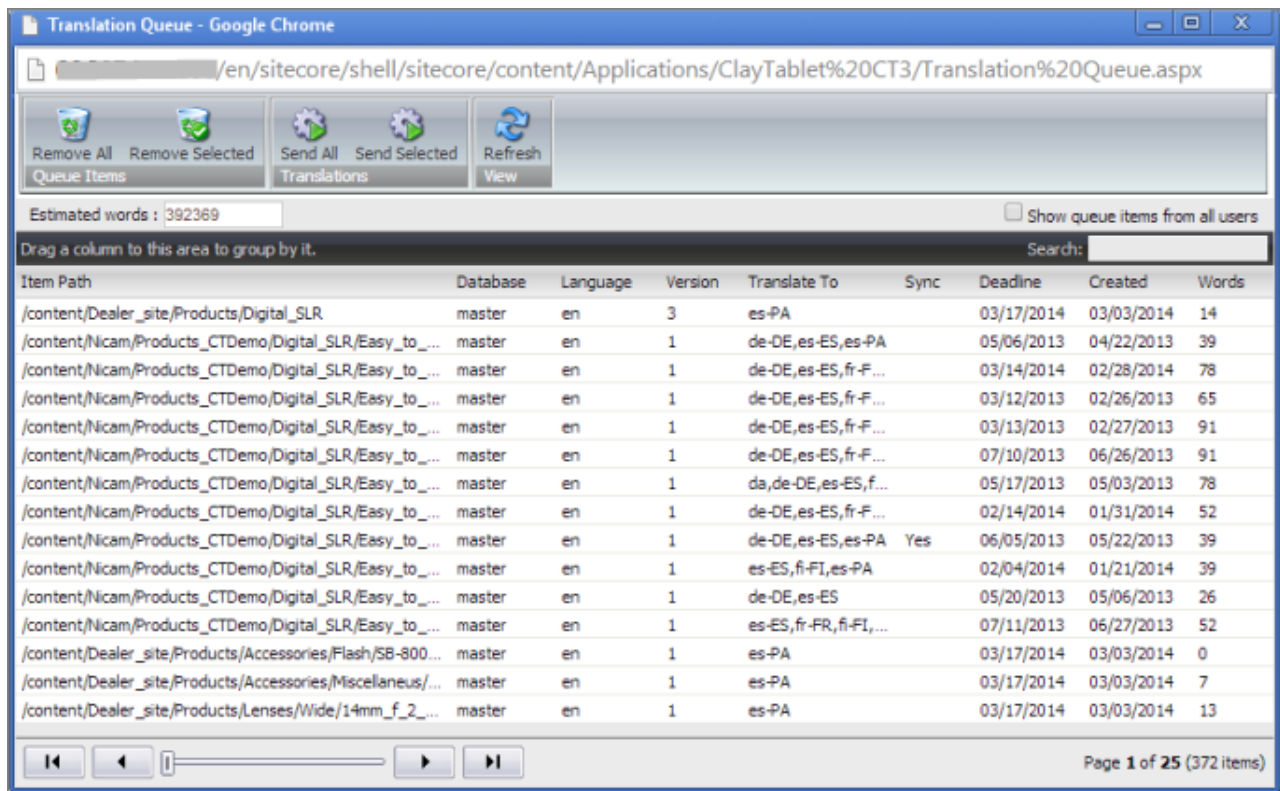 Translation Queue - Google Chrome
/en/sitecore/shell/sitecore/content/Applications/ClayTablet%20CT3/Translation%20Queue.aspx
Remove All Remove Selected Send All Send Selected Refresh
Queue Items Translations View
Estimated words : 392369 Show queue items from all users
Drag a column to this area to group by it. Search:
Item Path Database Language Version Translate To Sync Deadline Created Words
/content/Dealer_site/Products/Digital_SLR master en 3 es-PA 03/17/2014 03/03/2014 14
/content/Nicam/Products_CTDemo/Digital_SLR/Easy_to_... master en 1 de-DE,es-ES,es-PA 05/06/2013 04/22/2013 39
/content/Nicam/Products_CTDemo/Digital_SLR/Easy_to_... master en 1 de-DE,es-ES,fr-F... 03/14/2014 02/28/2014 78
/content/Nicam/Products_CTDemo/Digital_SLR/Easy_to_... master en 1 de-DE,es-ES,fr-F... 03/12/2013 02/26/2013 65
/content/Nicam/Products_CTDemo/Digital_SLR/Easy_to_... master en 1 de-DE,es-ES,fr-F... 03/13/2013 02/27/2013 91
/content/Nicam/Products_CTDemo/Digital_SLR/Easy_to_... master en 1 de-DE,es-ES,fr-F... 07/10/2013 06/26/2013 91
/content/Nicam/Products_CTDemo/Digital_SLR/Easy_to_... master en 1 da,de-DE,es-ES,f... 05/17/2013 05/03/2013 78
/content/Nicam/Products_CTDemo/Digital_SLR/Easy_to_... master en 1 de-DE,es-ES,fr-F... 02/14/2014 01/31/2014 52
/content/Nicam/Products_CTDemo/Digital_SLR/Easy_to_... master en 1 de-DE,es-ES,es-PA Yes 06/05/2013 05/22/2013 39
/content/Nicam/Products_CTDemo/Digital_SLR/Easy_to_... master en 1 es-ES,fi-FI,es-PA 02/04/2014 01/21/2014 39
/content/Nicam/Products_CTDemo/Digital_SLR/Easy_to_... master en 1 de-DE,es-ES 05/20/2013 05/06/2013 26
/content/Nicam/Products_CTDemo/Digital_SLR/Easy_to_... master en 1 es-ES,fr-FR,fi-FI,... 07/11/2013 06/27/2013 52
/content/Dealer_site/Products/Accessories/Flash/SB-800... master en 1 es-PA 03/17/2014 03/03/2014 0
/content/Dealer_site/Products/Accessories/Miscellaneus/... master en 1 es-PA 03/17/2014 03/03/2014 7
/content/Dealer_site/Products/Lenses/Wide/14mm_f_2_... master en 1 es-PA 03/17/2014 03/03/2014 13
Page 1 of 25 (372 items)